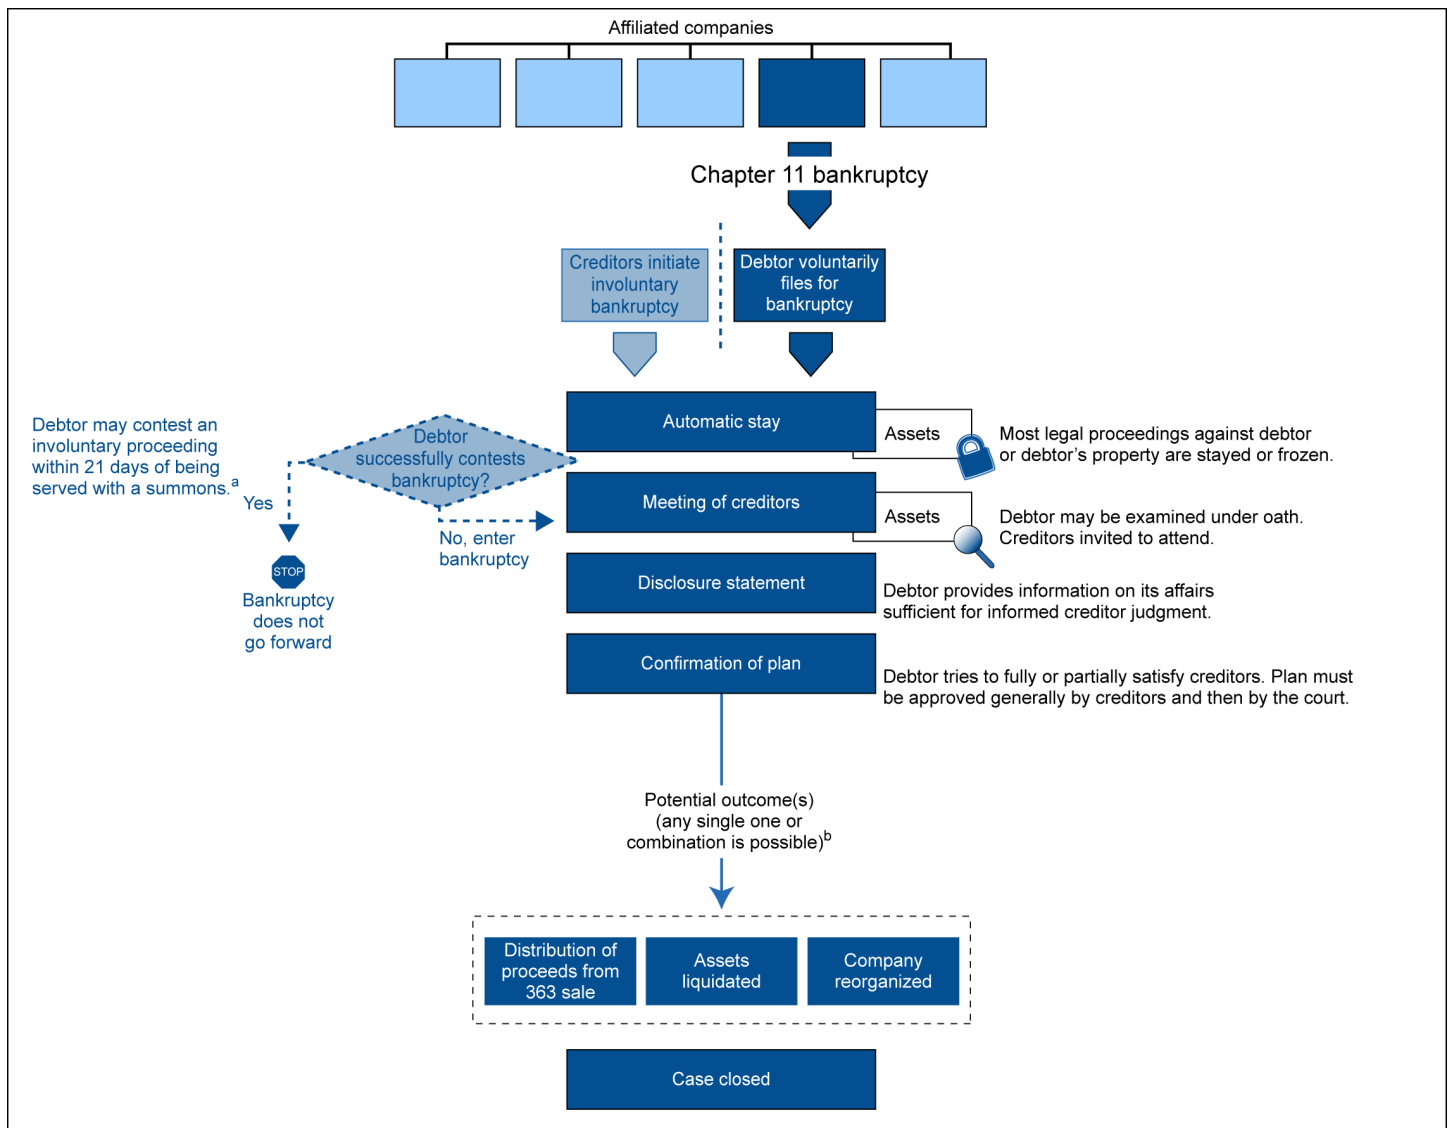 Affiliated companies
Chapter 11 bankruptcy
Creditors initiate
involuntary
bankruptcy
Debtor voluntarily
files for
bankruptcy
Automatic stay
Assets
Most legal proceedings against debtor
or debtor’s property are stayed or frozen.
Debtor may contest an
involuntary proceeding
within 21 days of being
served with a summons.a
Debtor
successfully contests
bankruptcy?
Yes
No, enter
bankruptcy
STOP
Bankruptcy
does not
go forward
Meeting of creditors
Assets
Debtor may be examined under oath.
Creditors invited to attend.
Disclosure statement
Debtor provides information on its affairs
sufficient for informed creditor judgment.
Confirmation of plan
Debtor tries to fully or partially satisfy creditors. Plan must
be approved generally by creditors and then by the court.
Potential outcome(s)
(any single one or
combination is possible)b
Distribution of
proceeds from
363 sale
Assets
liquidated
Company
reorganized
Case closed